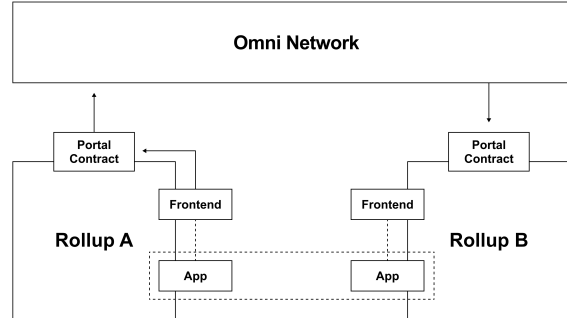 Omni Network
Portal
Contract
Portal
Contract
Frontend
Frontend
Rollup A
Rollup B
App
App